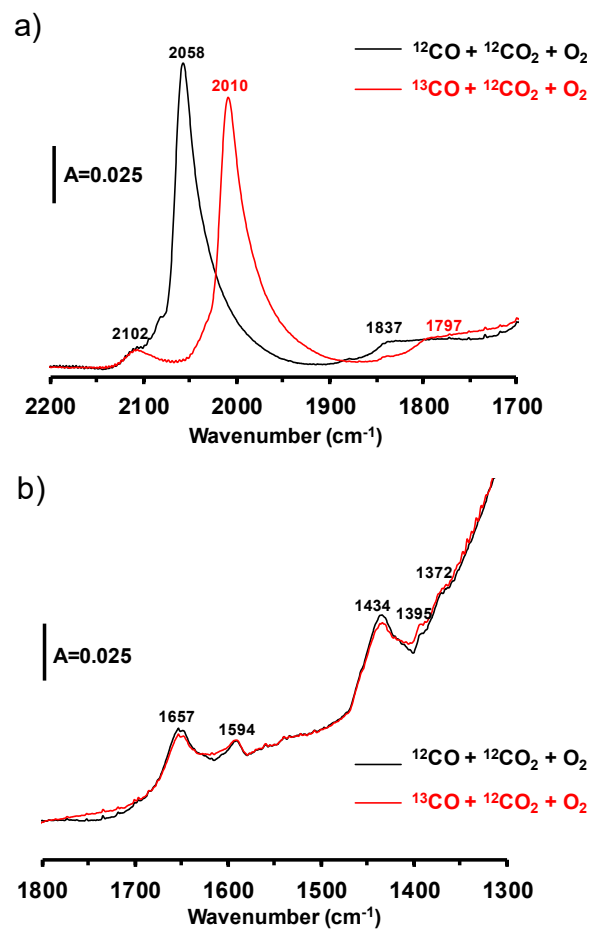 a)
2058
¹²CO + ¹²CO₂ + O₂
2010
¹³CO + ¹²CO₂ + O₂
A=0.025
2102
1837
1797
2200 2100 2000 1900 1800 1700
Wavenumber (cm⁻¹)
b)
1372
A=0.025
1434
1395
1657
1594
¹²CO + ¹²CO₂ + O₂
¹³CO + ¹²CO₂ + O₂
1800 1700 1600 1500 1400 1300
Wavenumber (cm⁻¹)